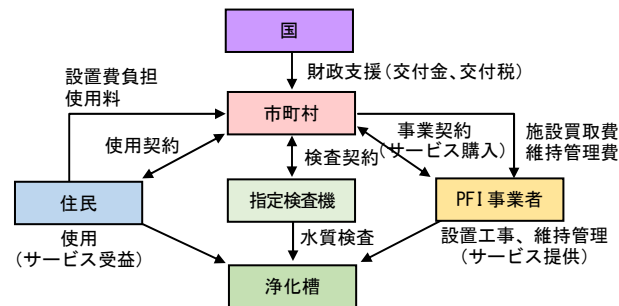 国
財政支援（交付金、交付税）
設置費負担
使用料
市町村
使用契約
検査契約
事業契約
（サービス購入）
施設買取費
維持管理費
住民
指定検査機
PFI事業者
使用
（サービス受益）
水質検査
設置工事、維持管理
（サービス提供）
浄化槽